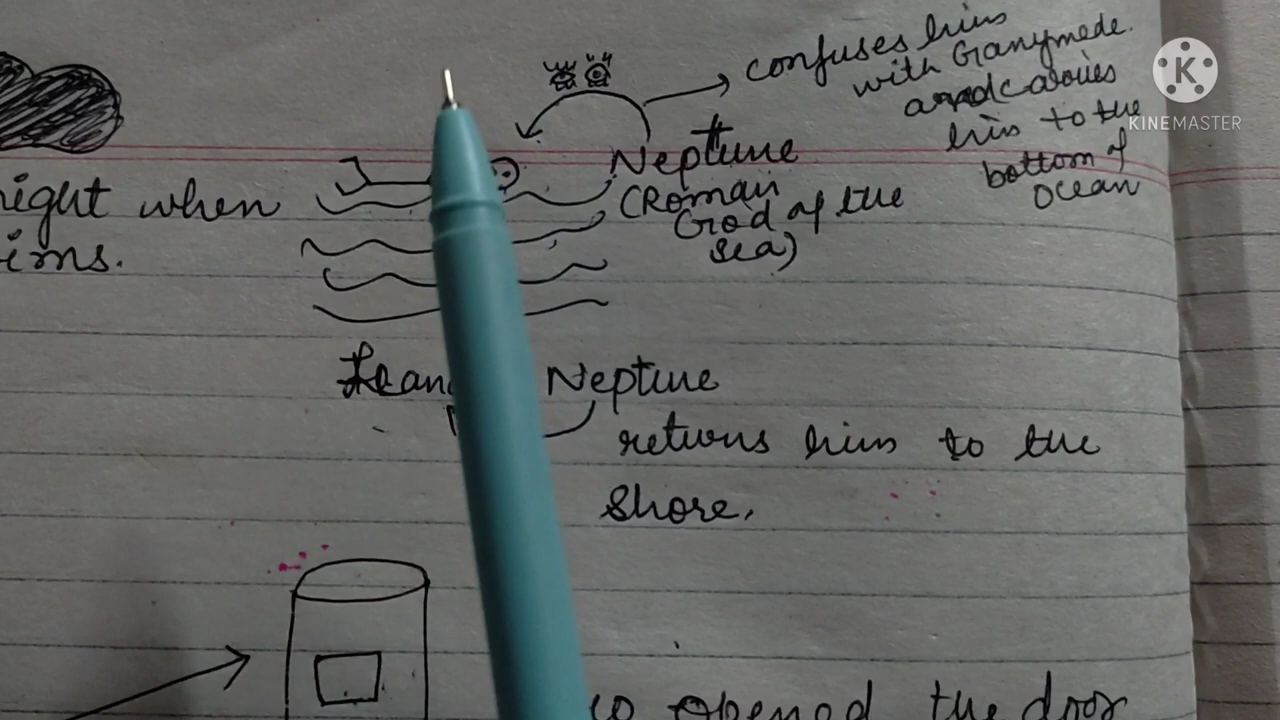 confuses him
with Ganymede.
and carries
him to the
bottom of
Ocean
KINEMASTER
Neptune
(Roman
God of the
sea)
night when
Neptune
returns him to the
shore.
opened the door